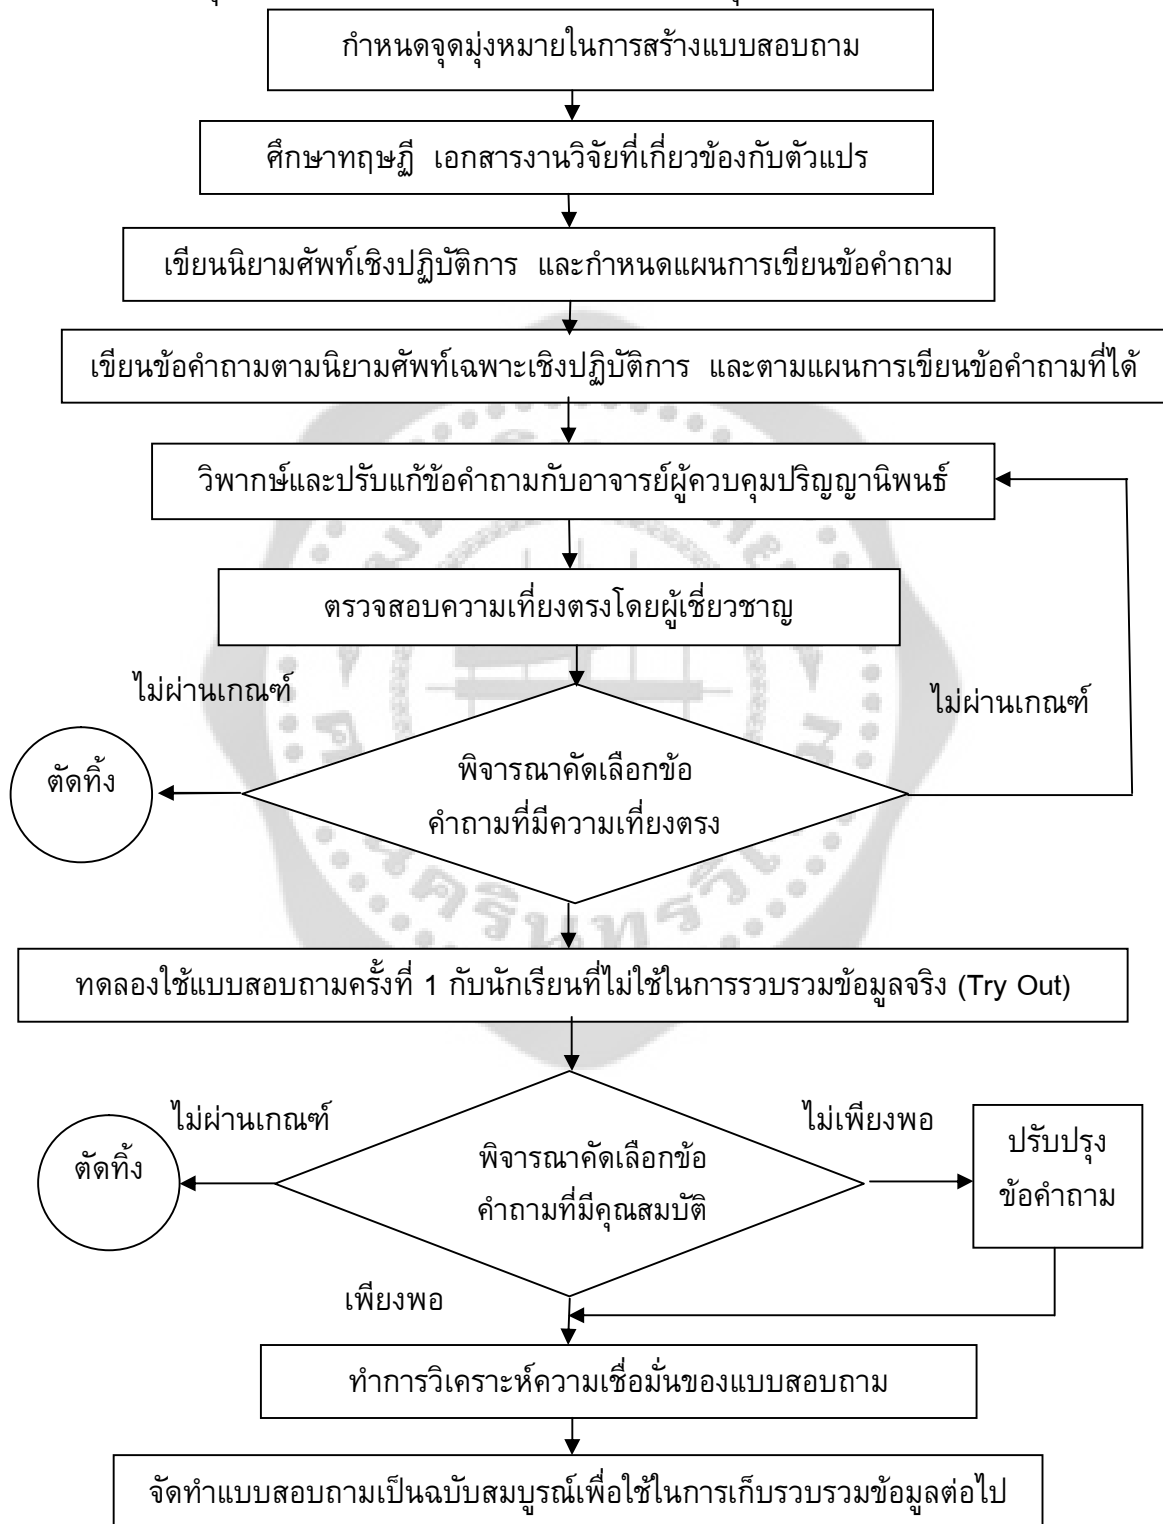 กำหนดจุดมุ่งหมายในการสร้างแบบสอบถาม
ศึกษาทฤษฏี เอกสารงานวิจัยที่เกี่ยวข้องกับตัวแปร
เขียนนิยามศัพท์เชิงปฏิบัติการ และกำหนดแผนการเขียนข้อคำถาม
เขียนข้อคำถามตามนิยามศัพท์เฉพาะเชิงปฏิบัติการ และตามแผนการเขียนข้อคำถามที่ได้
วิพากษ์และปรับแก้ข้อคำถามกับอาจารย์ผู้ควบคุมปริญญานิพนธ์
ตรวจสอบความเที่ยงตรงโดยผู้เชี่ยวชาญ
ไม่ผ่านเกณฑ์
ไม่ผ่านเกณฑ์
ตัดทิ้ง
พิจารณาคัดเลือกข้อ
คำถามที่มีความเที่ยงตรง
ทดลองใช้แบบสอบถามครั้งที่ 1 กับนักเรียนที่ไม่ใช้ในการรวบรวมข้อมูลจริง (Try Out)
ไม่ผ่านเกณฑ์
ไม่เพียงพอ
ตัดทิ้ง
พิจารณาคัดเลือกข้อ
คำถามที่มีคุณสมบัติ
ปรับปรุง
ข้อคำถาม
เพียงพอ
ทำการวิเคราะห์ความเชื่อมั่นของแบบสอบถาม
จัดทำแบบสอบถามเป็นฉบับสมบูรณ์เพื่อใช้ในการเก็บรวบรวมข้อมูลต่อไป